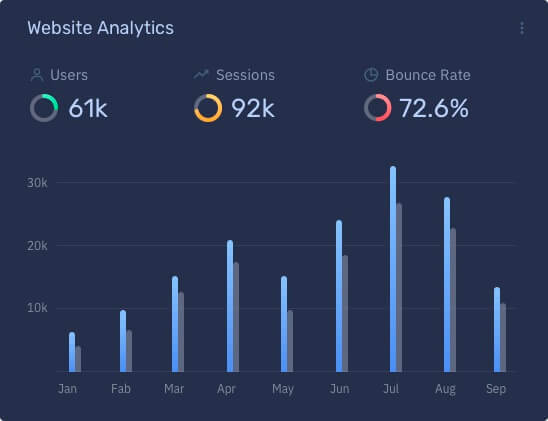 Website Analytics
Users
Sessions
Bounce Rate
61k
92k
72.6%
30k
20k
10k
Jan Fab Mar Apr May Jun Jul Aug Sep